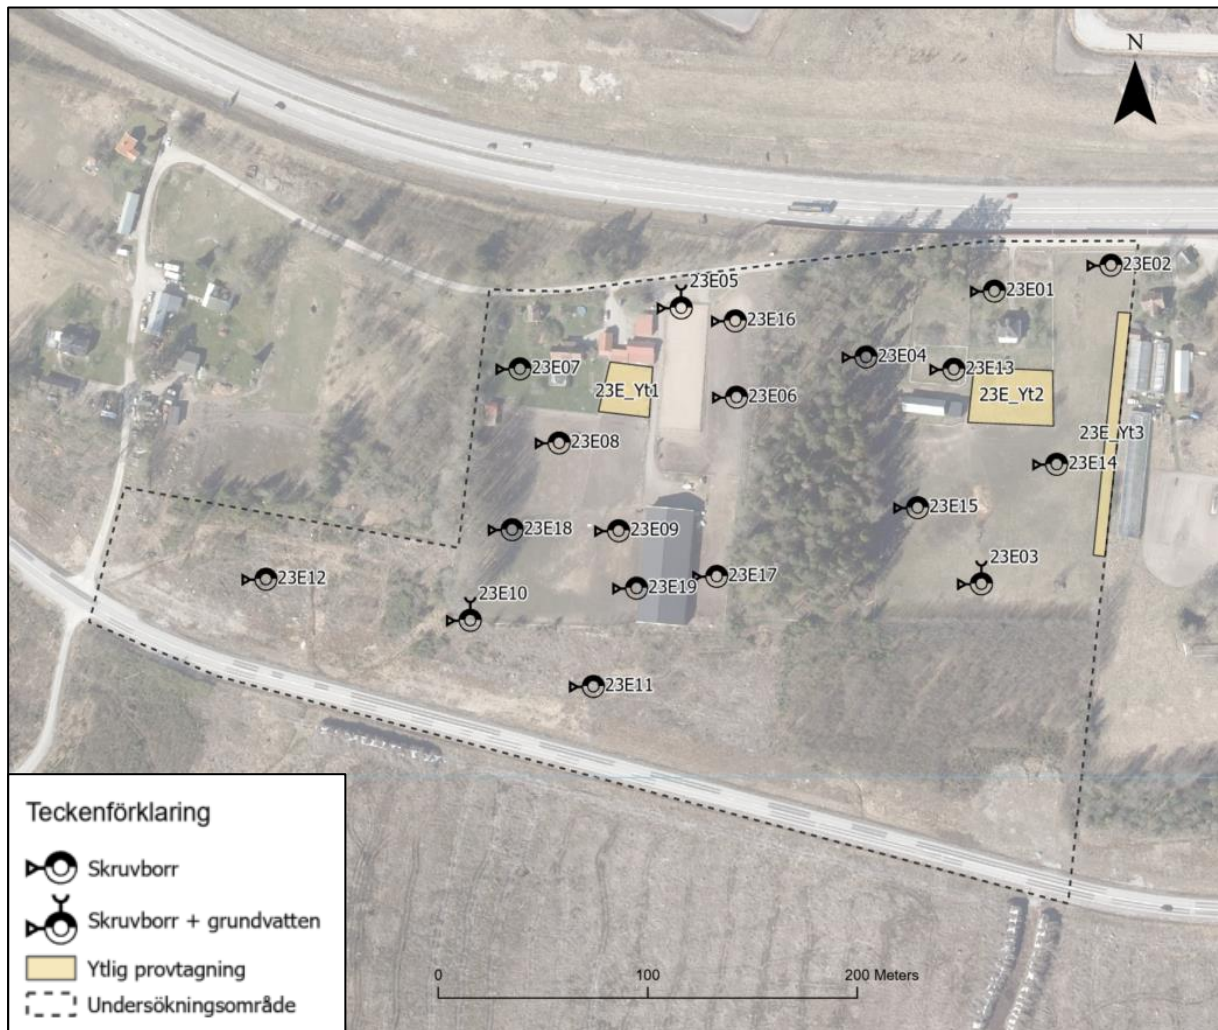 N
23E05
23E02
23E01
23E16
23E04
23E13
23E07
23E_Yt1
23E06
23E_Yt2
23E_Yt3
23E08
23E14
23E15
23E18
23E09
23E03
23E12
23E10
23E19
23E17
23E11
Teckenförklaring
Skruvborr
Skruvborr + grundvatten
Ytlig provtagning
Undersökningsområde
0 100 200 Meters